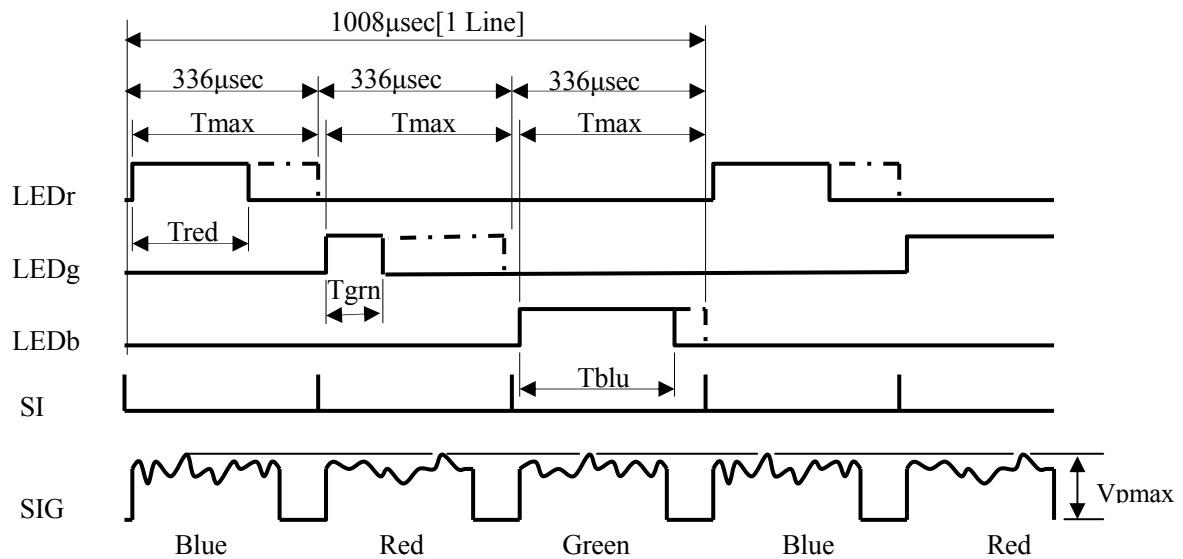 1008μsec[1 Line]
336μsec 336μsec 336μsec
Tmax Tmax Tmax
LEDr
Tred
LEDg
Tgrn
LEDb
Tblu
SI
SIG
Vpmax
Blue Red Green Blue Red